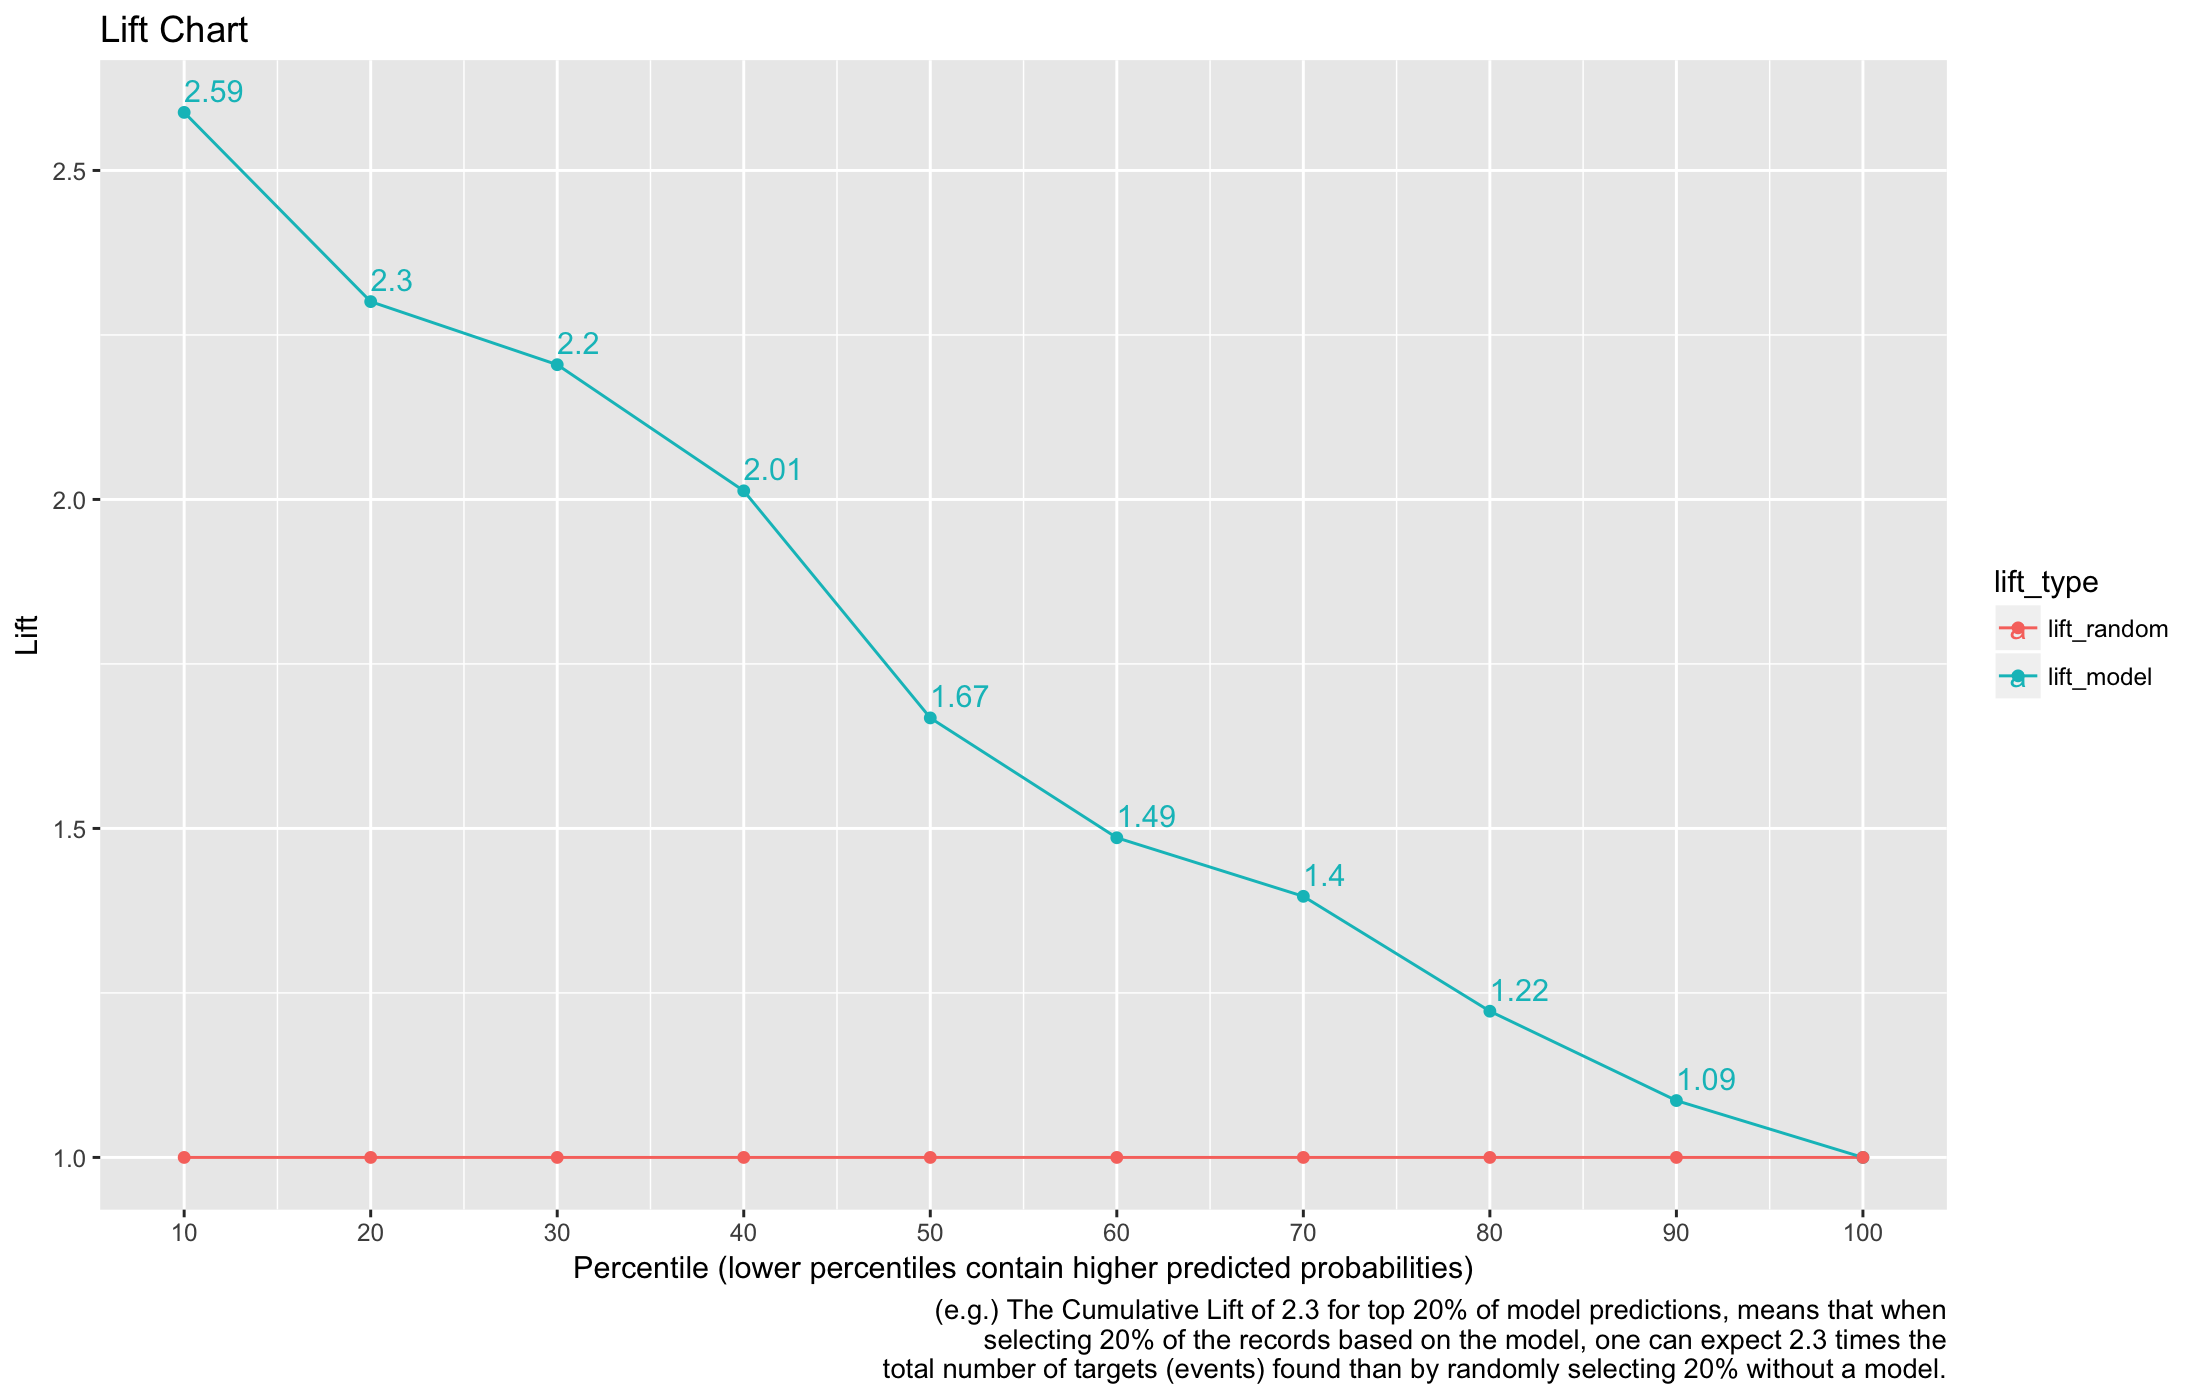 Lift Chart
2.59
2.3
2.2
2.01
1.67
1.49
1.4
1.22
1.09
2.5
2.0
1.5
1.0
Lift
10 20 30 40 50 60 70 80 90 100
Percentile (lower percentiles contain higher predicted probabilities)
lift_type
a lift_random
a lift_model
(e.g.) The Cumulative Lift of 2.3 for top 20% of model predictions, means that when
selecting 20% of the records based on the model, one can expect 2.3 times the
total number of targets (events) found than by randomly selecting 20% without a model.